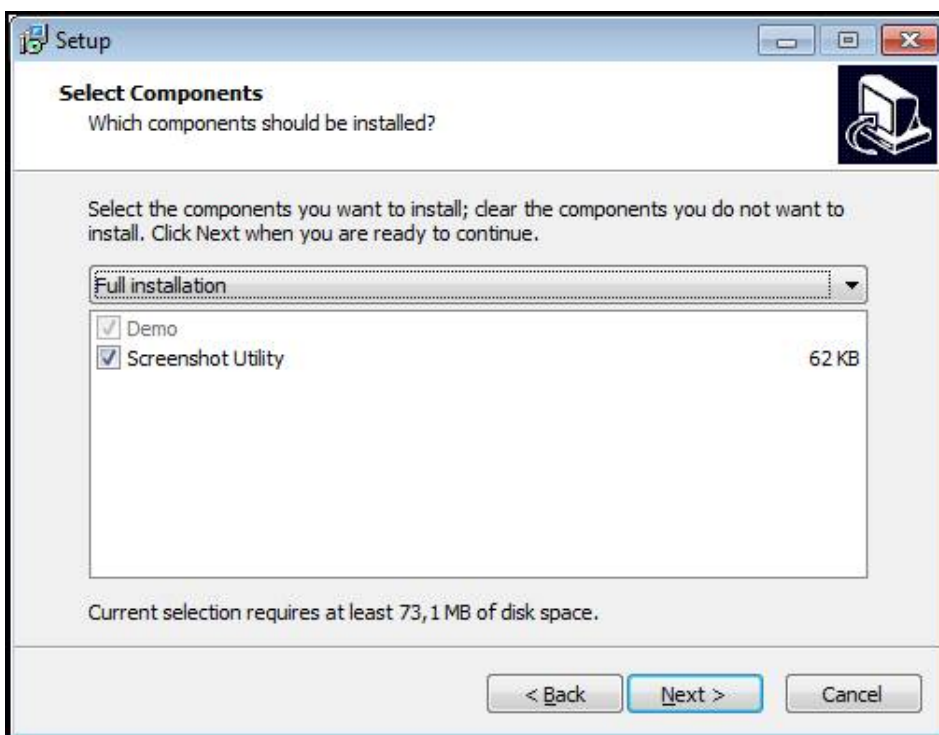 Setup
Select Components
Which components should be installed?
Select the components you want to install; clear the components you do not want to
install. Click Next when you are ready to continue.
Full installation
Demo
Screenshot Utility 62 KB
Current selection requires at least 73,1 MB of disk space.
< Back Next > Cancel